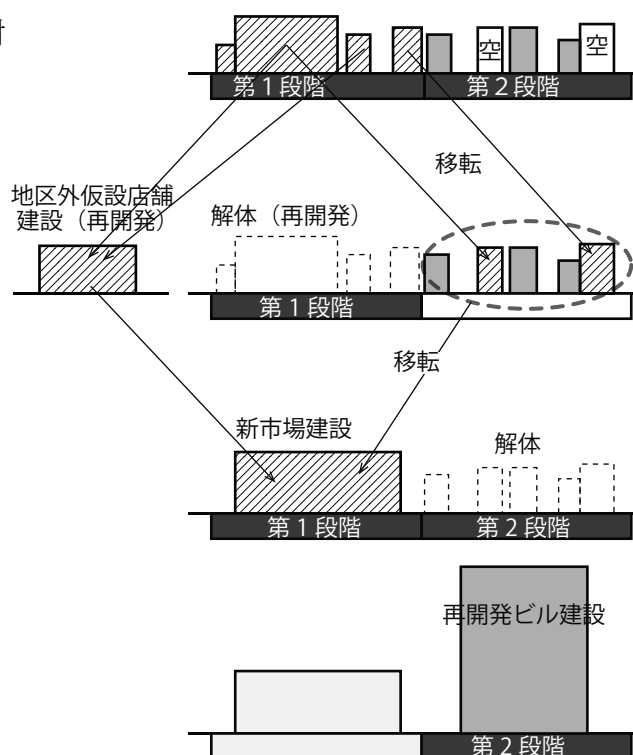 空
空
第1段階
第2段階
移転
地区外仮設店舗
建設（再開発）
解体（再開発）
第1段階
移転
新市場建設
解体
第1段階
第2段階
再開発ビル建設
第2段階